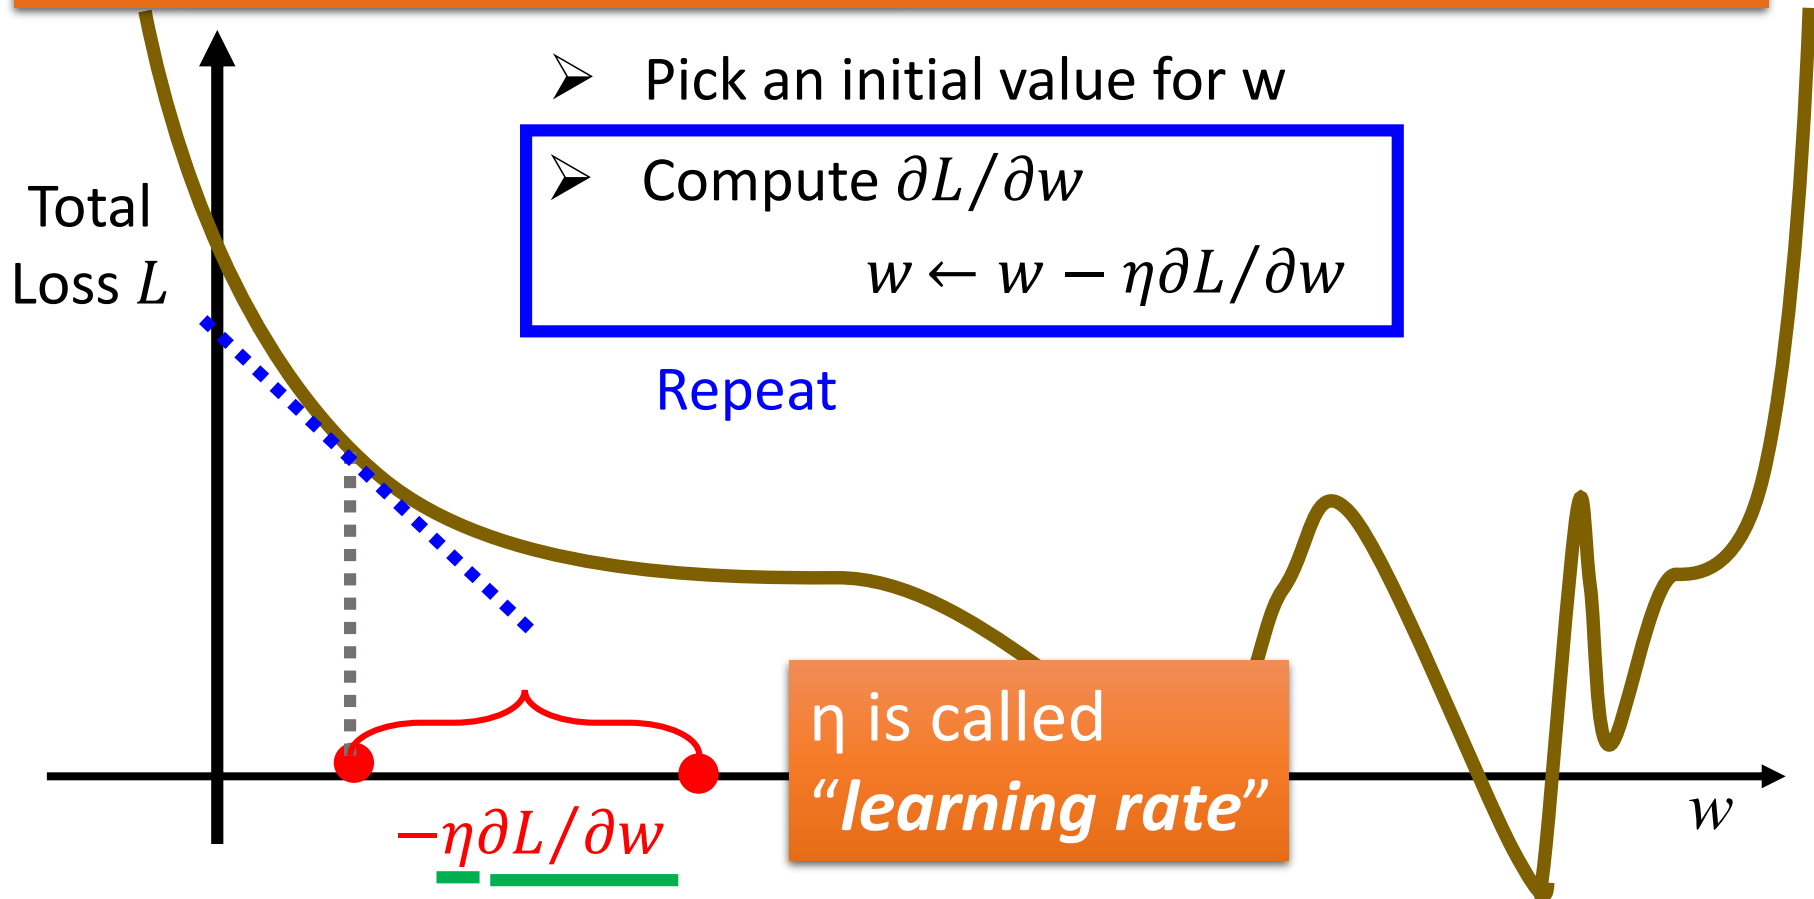 ➢ Pick an initial value for w
➢ Compute ∂L/∂w
w ← w − η∂L/∂w
Total
Loss L
Repeat
η is called
“learning rate”
w
−η∂L/∂w